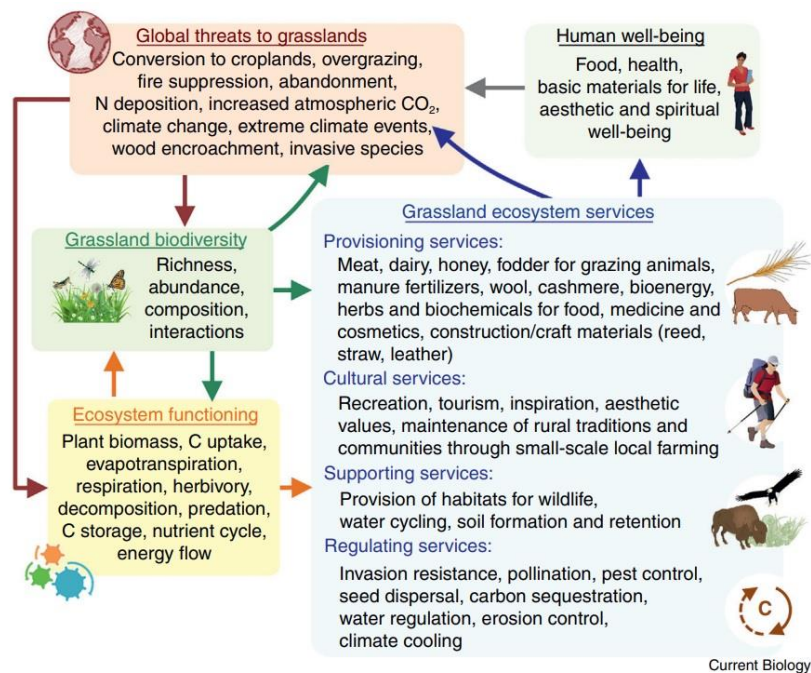 Global threats to grasslands
Conversion to croplands, overgrazing,
fire suppression, abandonment,
N deposition, increased atmospheric CO₂,
climate change, extreme climate events,
wood encroachment, invasive species
Human well-being
Food, health,
basic materials for life,
aesthetic and spiritual
well-being
Grassland biodiversity
Richness,
abundance,
composition,
interactions
Ecosystem functioning
Plant biomass, C uptake,
evapotranspiration,
respiration, herbivory,
decomposition, predation,
C storage, nutrient cycle,
energy flow
Grassland ecosystem services
Provisioning services:
Meat, dairy, honey, fodder for grazing animals,
manure fertilizers, wool, cashmere, bioenergy,
herbs and biochemicals for food, medicine and
cosmetics, construction/craft materials (reed,
straw, leather)
Cultural services:
Recreation, tourism, inspiration, aesthetic
values, maintenance of rural traditions and
communities through small-scale local farming
Supporting services:
Provision of habitats for wildlife,
water cycling, soil formation and retention
Regulating services:
Invasion resistance, pollination, pest control,
seed dispersal, carbon sequestration,
water regulation, erosion control,
climate cooling
C
Current Biology